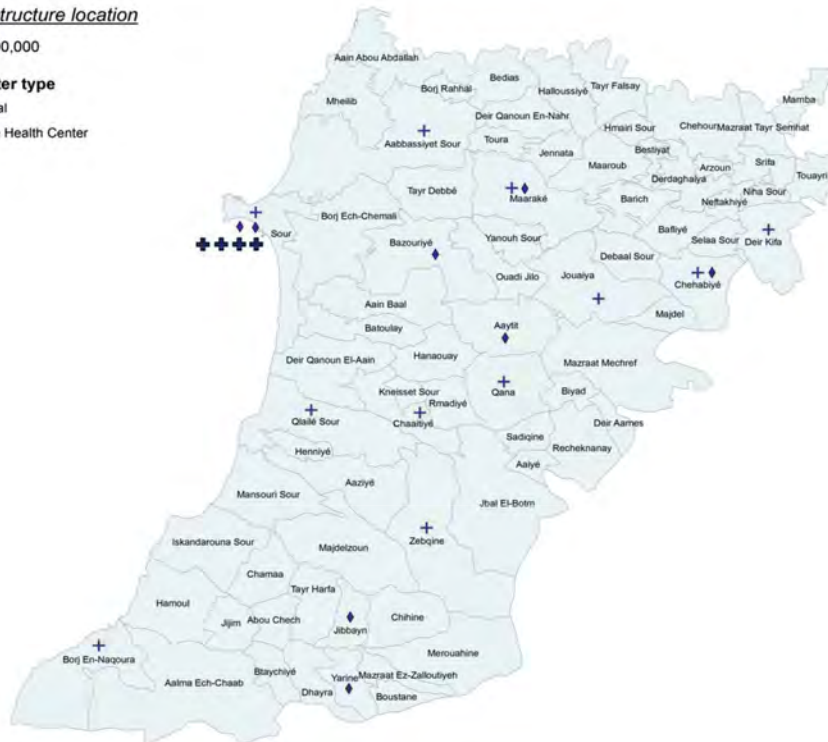 tructure location
0,000
er type
al
Health Center
Aain Abou Abdallah
Borj Rahhal
Bedias
Halloussiyé
Tayr Falsay
Mamba
Mheilib
Deir Qanoun En-Nahr
Hmairi Sour
Chehour
Mazraat Tayr Semhat
Aabbassiyet Sour
Toura
Jennata
Bestiyat
Maaroub
Arzoun
Srifa
Derdaghaiya
Touayri
Tayr Debbé
Maaraké
Barich
Niha Sour
Neftakhiyé
Borj Ech-Chemali
Sour
Bazouriyé
Yanouh Sour
Bafliyé
Selaa Sour
Deir Kifa
Debaal Sour
Ouadi Jilo
Jouaiya
Chehabiyé
Aain Baal
Majdel
Batoulay
Aaytit
Deir Qanoun El-Aain
Hanaouay
Mazraat Mechref
Kneisset Sour
Qana
Biyad
Rmadiyé
Qlailé Sour
Chaaitiyé
Deir Aames
Sadiqine
Recheknanay
Henniyé
Aaiyé
Aaziyé
Mansouri Sour
Jbal El-Botm
Iskandarouna Sour
Majdelzoun
Zebqine
Chamaa
Tayr Harfa
Hamoul
Jijim
Abou Chech
Jibbayn
Chihine
Borj En-Naqoura
Merouahine
Btaychiyé
Aalma Ech-Chaab
Yarine
Mazraat Ez-Zalloutiyeh
Dhayra
Boustane